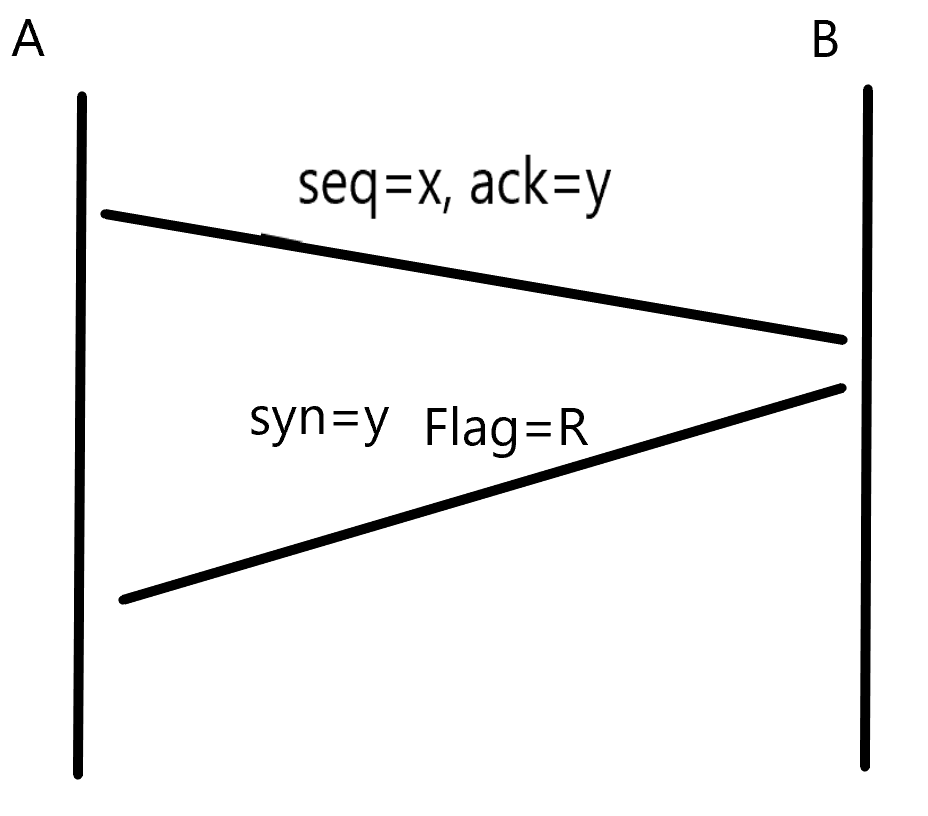 A B
seq=x, ack=y
syn=y Flag=R